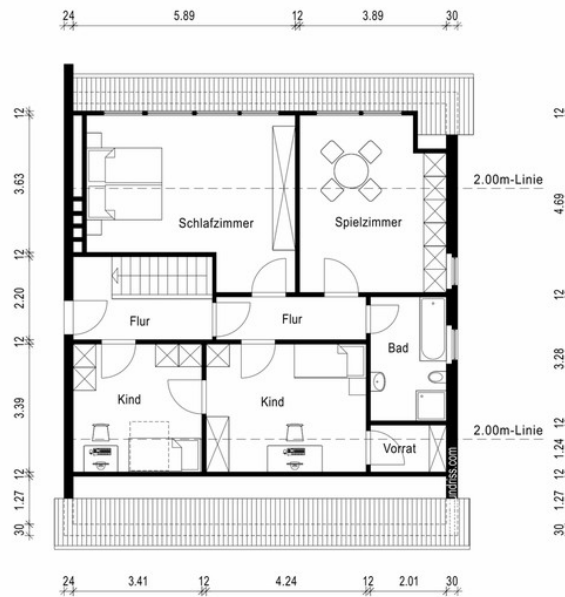 24 5.89 12 3.89 30
12 3.63 12 2.20 12 3.39 12 1.27 30
12 4.69 12 3.28 12 1.24 12 1.27 30
2.00m-Linie
Schlafzimmer
Spielzimmer
Flur
Flur
Bad
Kind
Kind
2.00m-Linie
Vorrat
24 3.41 12 4.24 12 2.01 30